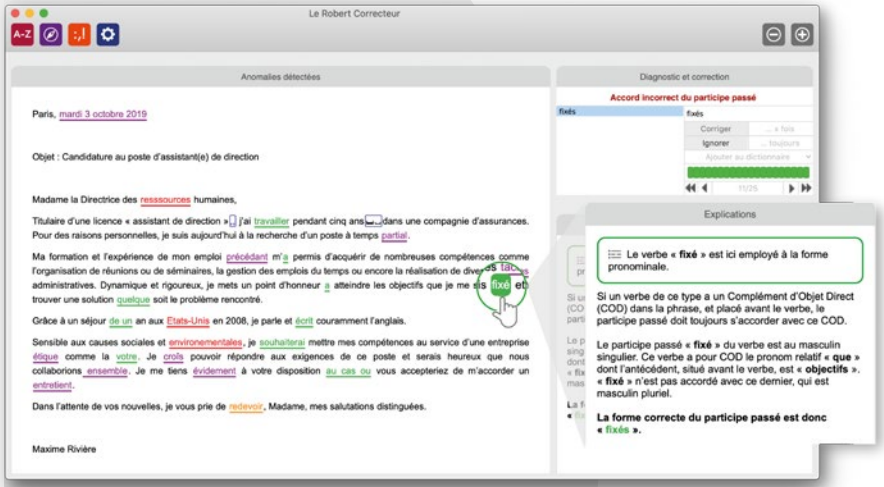 Le Robert Correcteur
A-Z
Anomalies détectées
Paris, mardi 3 octobre 2019
Objet : Candidature au poste d'assistant(e) de direction
Madame la Directrice des resssources humaines,
Titulaire d'une licence « assistant de direction », j'ai travailler pendant cinq ans dans une compagnie d'assurances.
Pour des raisons personnelles, je suis aujourd'hui à la recherche d'un poste à temps partial.
Ma formation et l'expérience de mon emploi précédant m'a permis d'acquérir de nombreuses compétences comme
l'organisation de réunions ou de séminaires, la gestion des emplois du temps ou encore la réalisation de diverses taches
administratives. Dynamique et rigoureux, je mets un point d'honneur a atteindre les objectifs que je me sis fixé et
trouver une solution quelque soit le problème rencontré.
Grâce à un séjour de un an aux États-Unis en 2008, je parle et écrit couramment l'anglais.
Sensible aux causes sociales et environementales, je souhaiterai mettre mes compétences au service d'une entreprise
étique comme la votre. Je croîs pouvoir répondre aux exigences de ce poste et serais heureux que nous
collaborions ensemble. Je me tiens évidement à votre disposition au cas ou vous accepteriez de m'accorder un
entretient.
Dans l'attente de vos nouvelles, je vous prie de redevoir, Madame, mes salutations distinguées.
Maxime Rivière
Diagnostic et correction
Accord incorrect du participe passé
fixés
fixés
Corriger ... x fois
Ignorer ... toujours
Ajouter au dictionnaire
11/25
Explications
Le verbe « fixé » est ici employé à la forme
pronominale.
Si un verbe de ce type a un Complément d'Objet Direct
(COD) dans la phrase, et placé avant le verbe, le
participe passé doit toujours s'accorder avec ce COD.
Le participe passé « fixé » du verbe est au masculin
singulier. Ce verbe a pour COD le pronom relatif « que »
dont l'antécédent, situé avant le verbe, est « objectifs ».
« fixé » n'est pas accordé avec ce dernier, qui est
masculin pluriel.
La forme correcte du participe passé est donc
« fixés ».